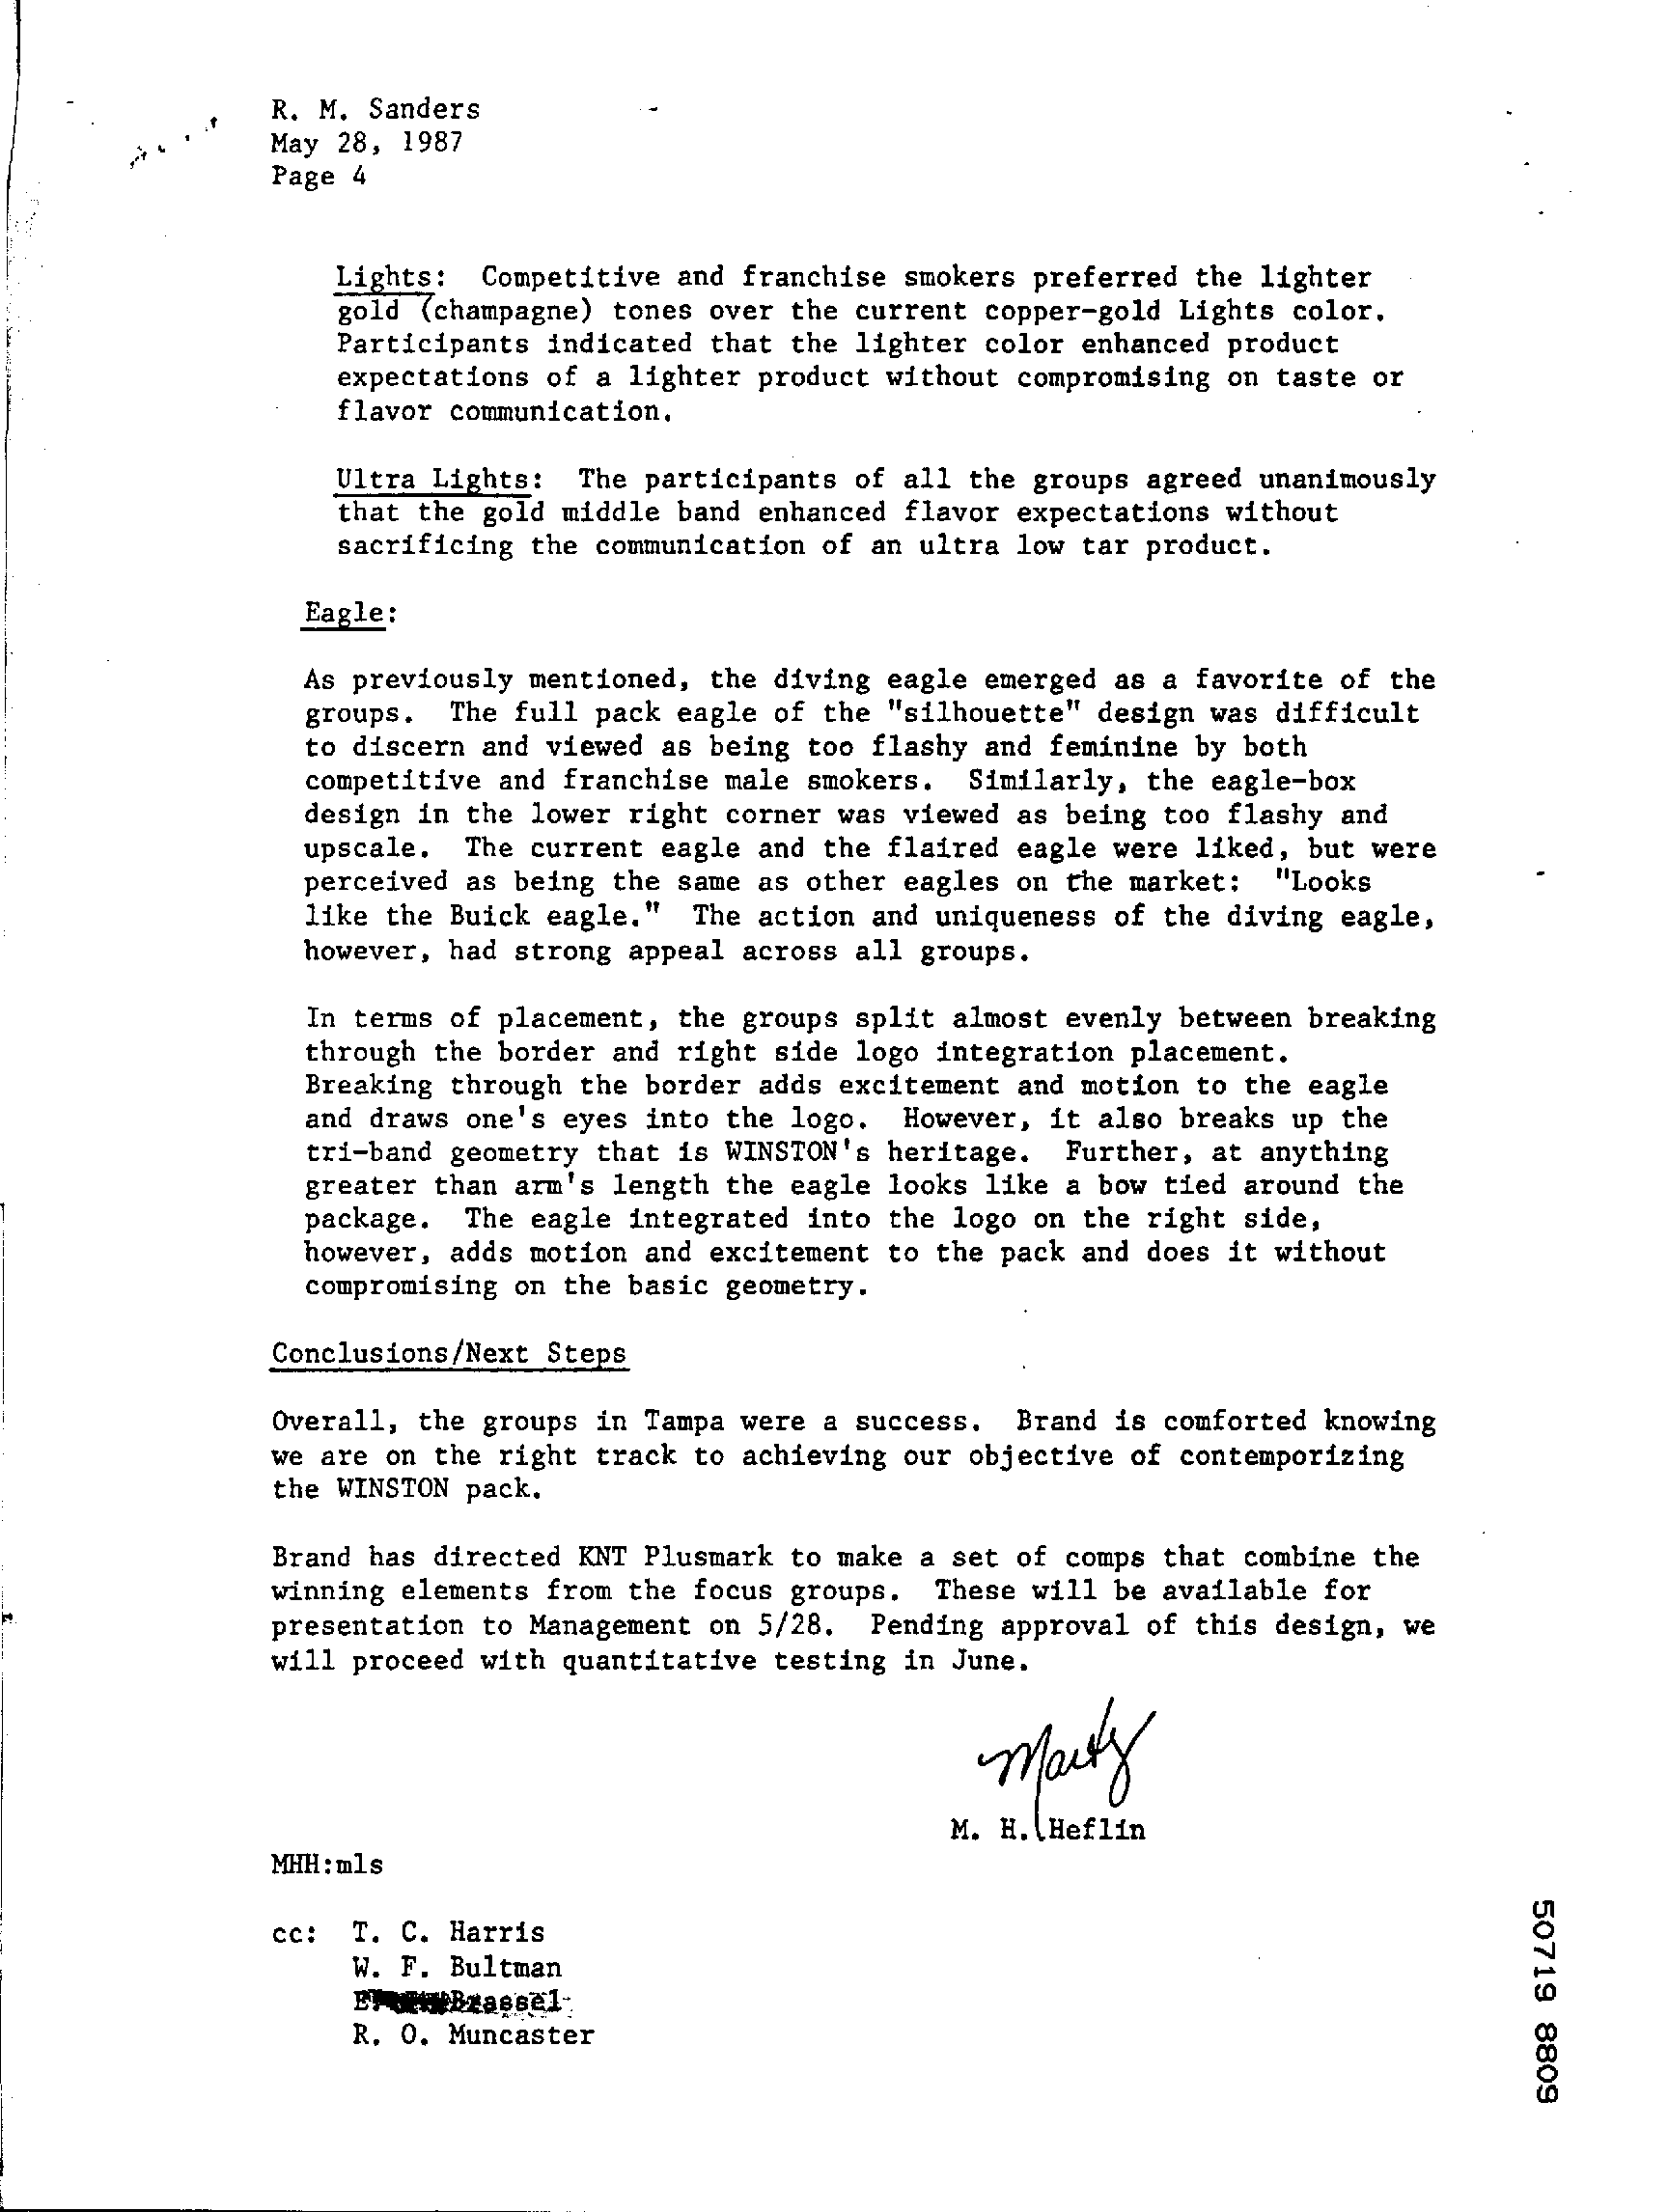 R. M. Sanders
May 28, 1987
Page 4
Lights: Competitive and franchise smokers preferred the lighter
gold (champagne) tones over the current copper-gold Lights color.
Participants indicated that the lighter color enhanced product
expectations of a lighter product without compromising on taste or
flavor communication.
Ultra Lights: The participants of all the groups agreed unanimously
that the gold middle band enhanced flavor expectations without
sacrificing the communication of an ultra low tar product.
Eagle:
As previously mentioned, the diving eagle emerged as a favorite of the
groups. The full pack eagle of the "silhouette" design was difficult
to discern and viewed as being too flashy and feminine by both
competitive and franchise male smokers. Similarly, the eagle-box
design in the lower right corner was viewed as being too flashy and
upscale. The current eagle and the flaired eagle were liked, but were
perceived as being the same as other eagles on the market: "Looks
like the Buick eagle." The action and uniqueness of the diving eagle,
however, had strong appeal across all groups.
In terms of placement, the groups split almost evenly between breaking
through the border and right side logo integration placement.
Breaking through the border adds excitement and motion to the eagle
and draws one's eyes into the logo. However, it also breaks up the
tri-band geometry that is WINSTON's heritage. Further, at anything
greater than arm's length the eagle looks like a bow tied around the
package. The eagle integrated into the logo on the right side,
however, adds motion and excitement to the pack and does it without
compromising on the basic geometry.
Conclusions/Next Steps
Overall, the groups in Tampa were a success. Brand is comforted knowing
we are on the right track to achieving our objective of contemporizing
the WINSTON pack.
Brand has directed KNT Plusmark to make a set of comps that combine the
winning elements from the focus groups. These will be available for
presentation to Management on 5/28. Pending approval of this design, we
will proceed with quantitative testing in June.
Marty
M. H. Heflin
MHH:mls
cc: T. C. Harris
W. F. Bultman
Brassel
R. O. Muncaster
50719 8809